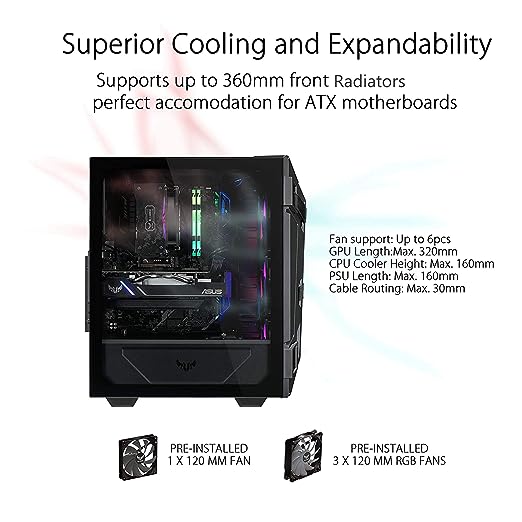 Superior Cooling and Expandability
Supports up to 360mm front Radiators
perfect accomodation for ATX motherboards
Fan support: Up to 6pcs
GPU Length:Max. 320mm
CPU Cooler Height: Max. 160mm
PSU Length: Max. 160mm
Cable Routing: Max. 30mm
ASUS
PRE-INSTALLED
1 X 120 MM FAN
PRE-INSTALLED
3 X 120 MM RGB FANS